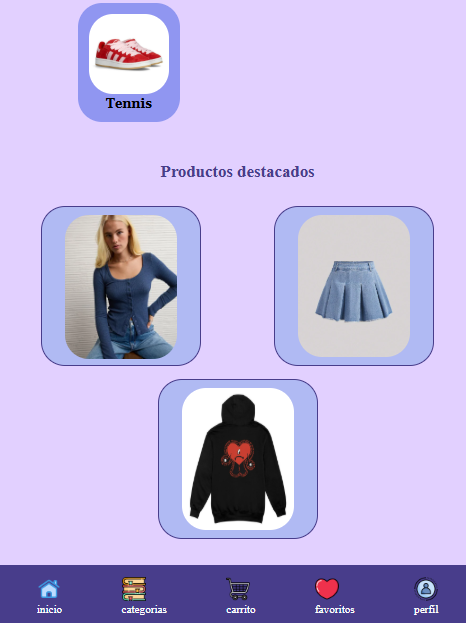 Tennis
Productos destacados
inicio
categorias
carrito
favoritos
perfil